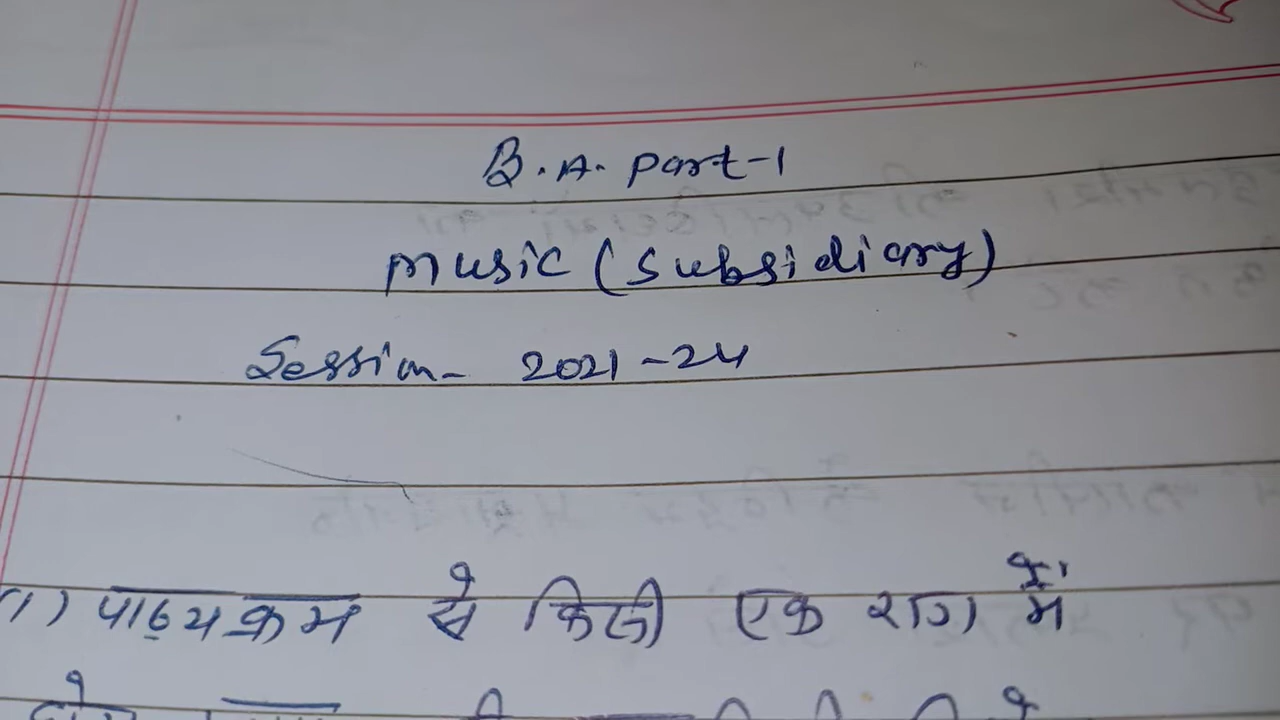 B.A. Part-1
Music (Subsidiary)
Session- 2021-24
(1) पाठ्यक्रम से किसी एक राग में